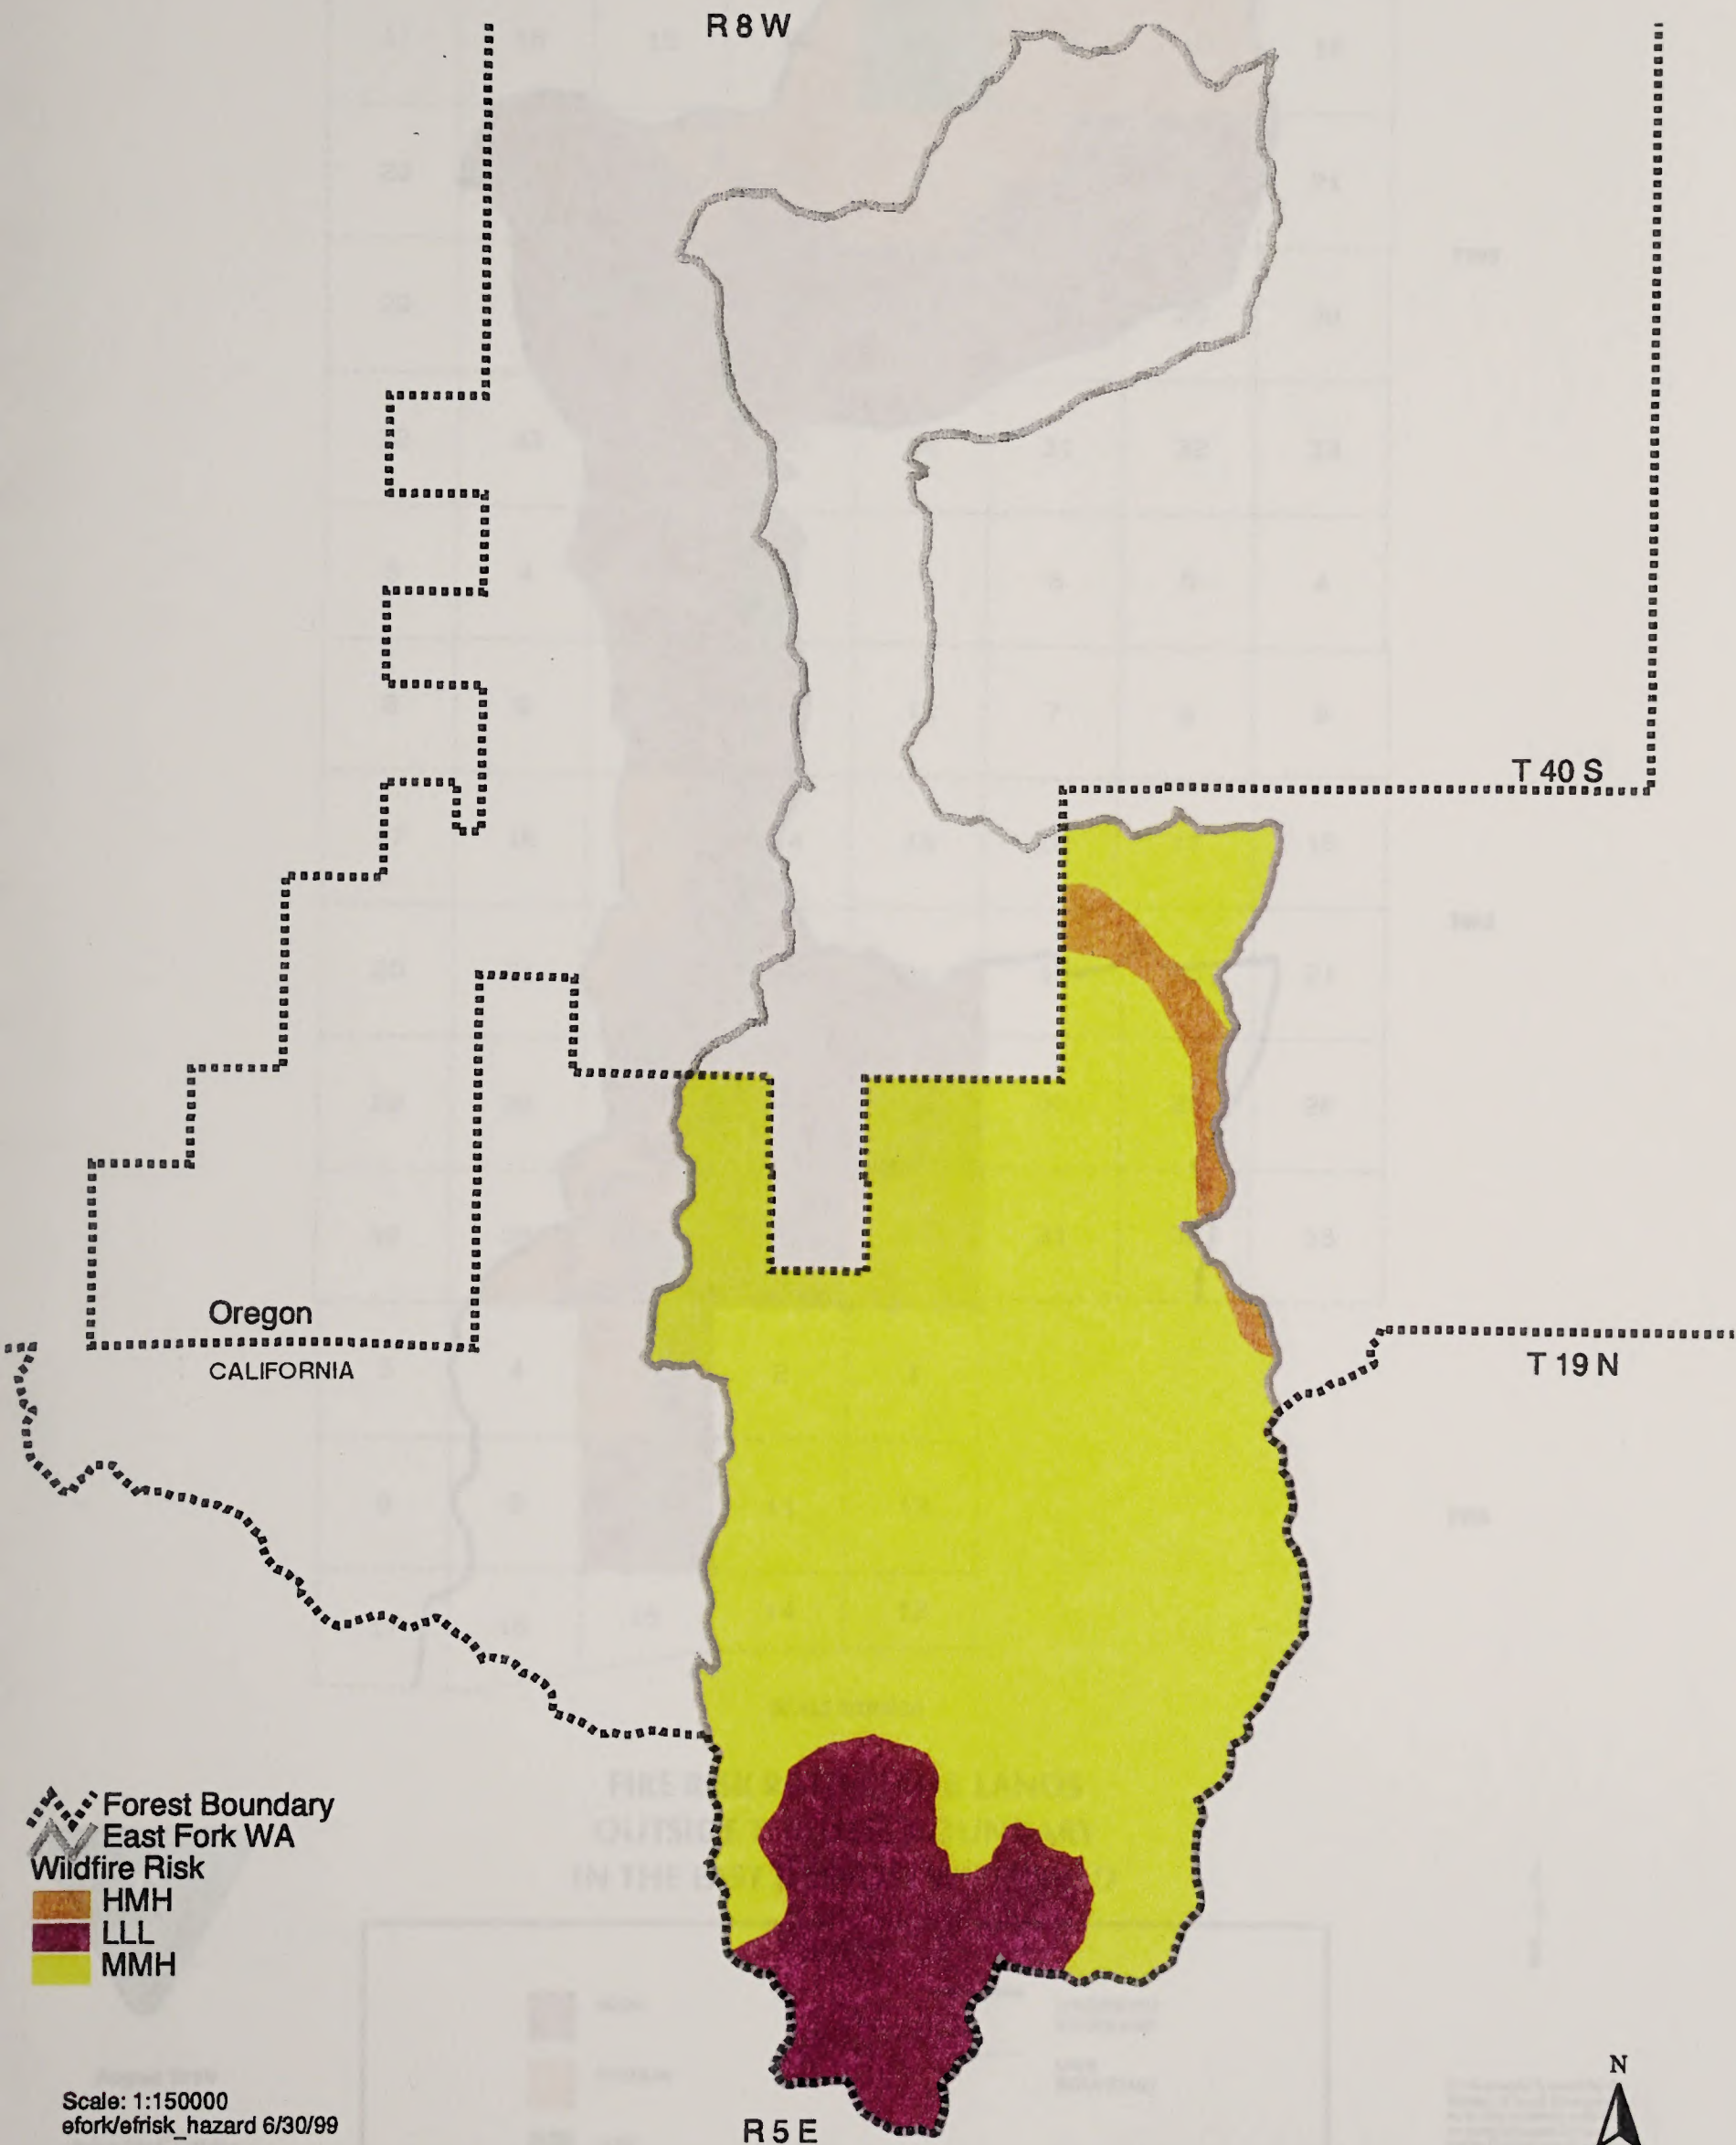 R 8 W
T 40 S
Oregon
CALIFORNIA
T 19 N
Forest Boundary
East Fork WA
Wildfire Risk
HMH
LLL
MMH
Scale: 1:150000
efork/efrisk_hazard 6/30/99
R 5 E
N